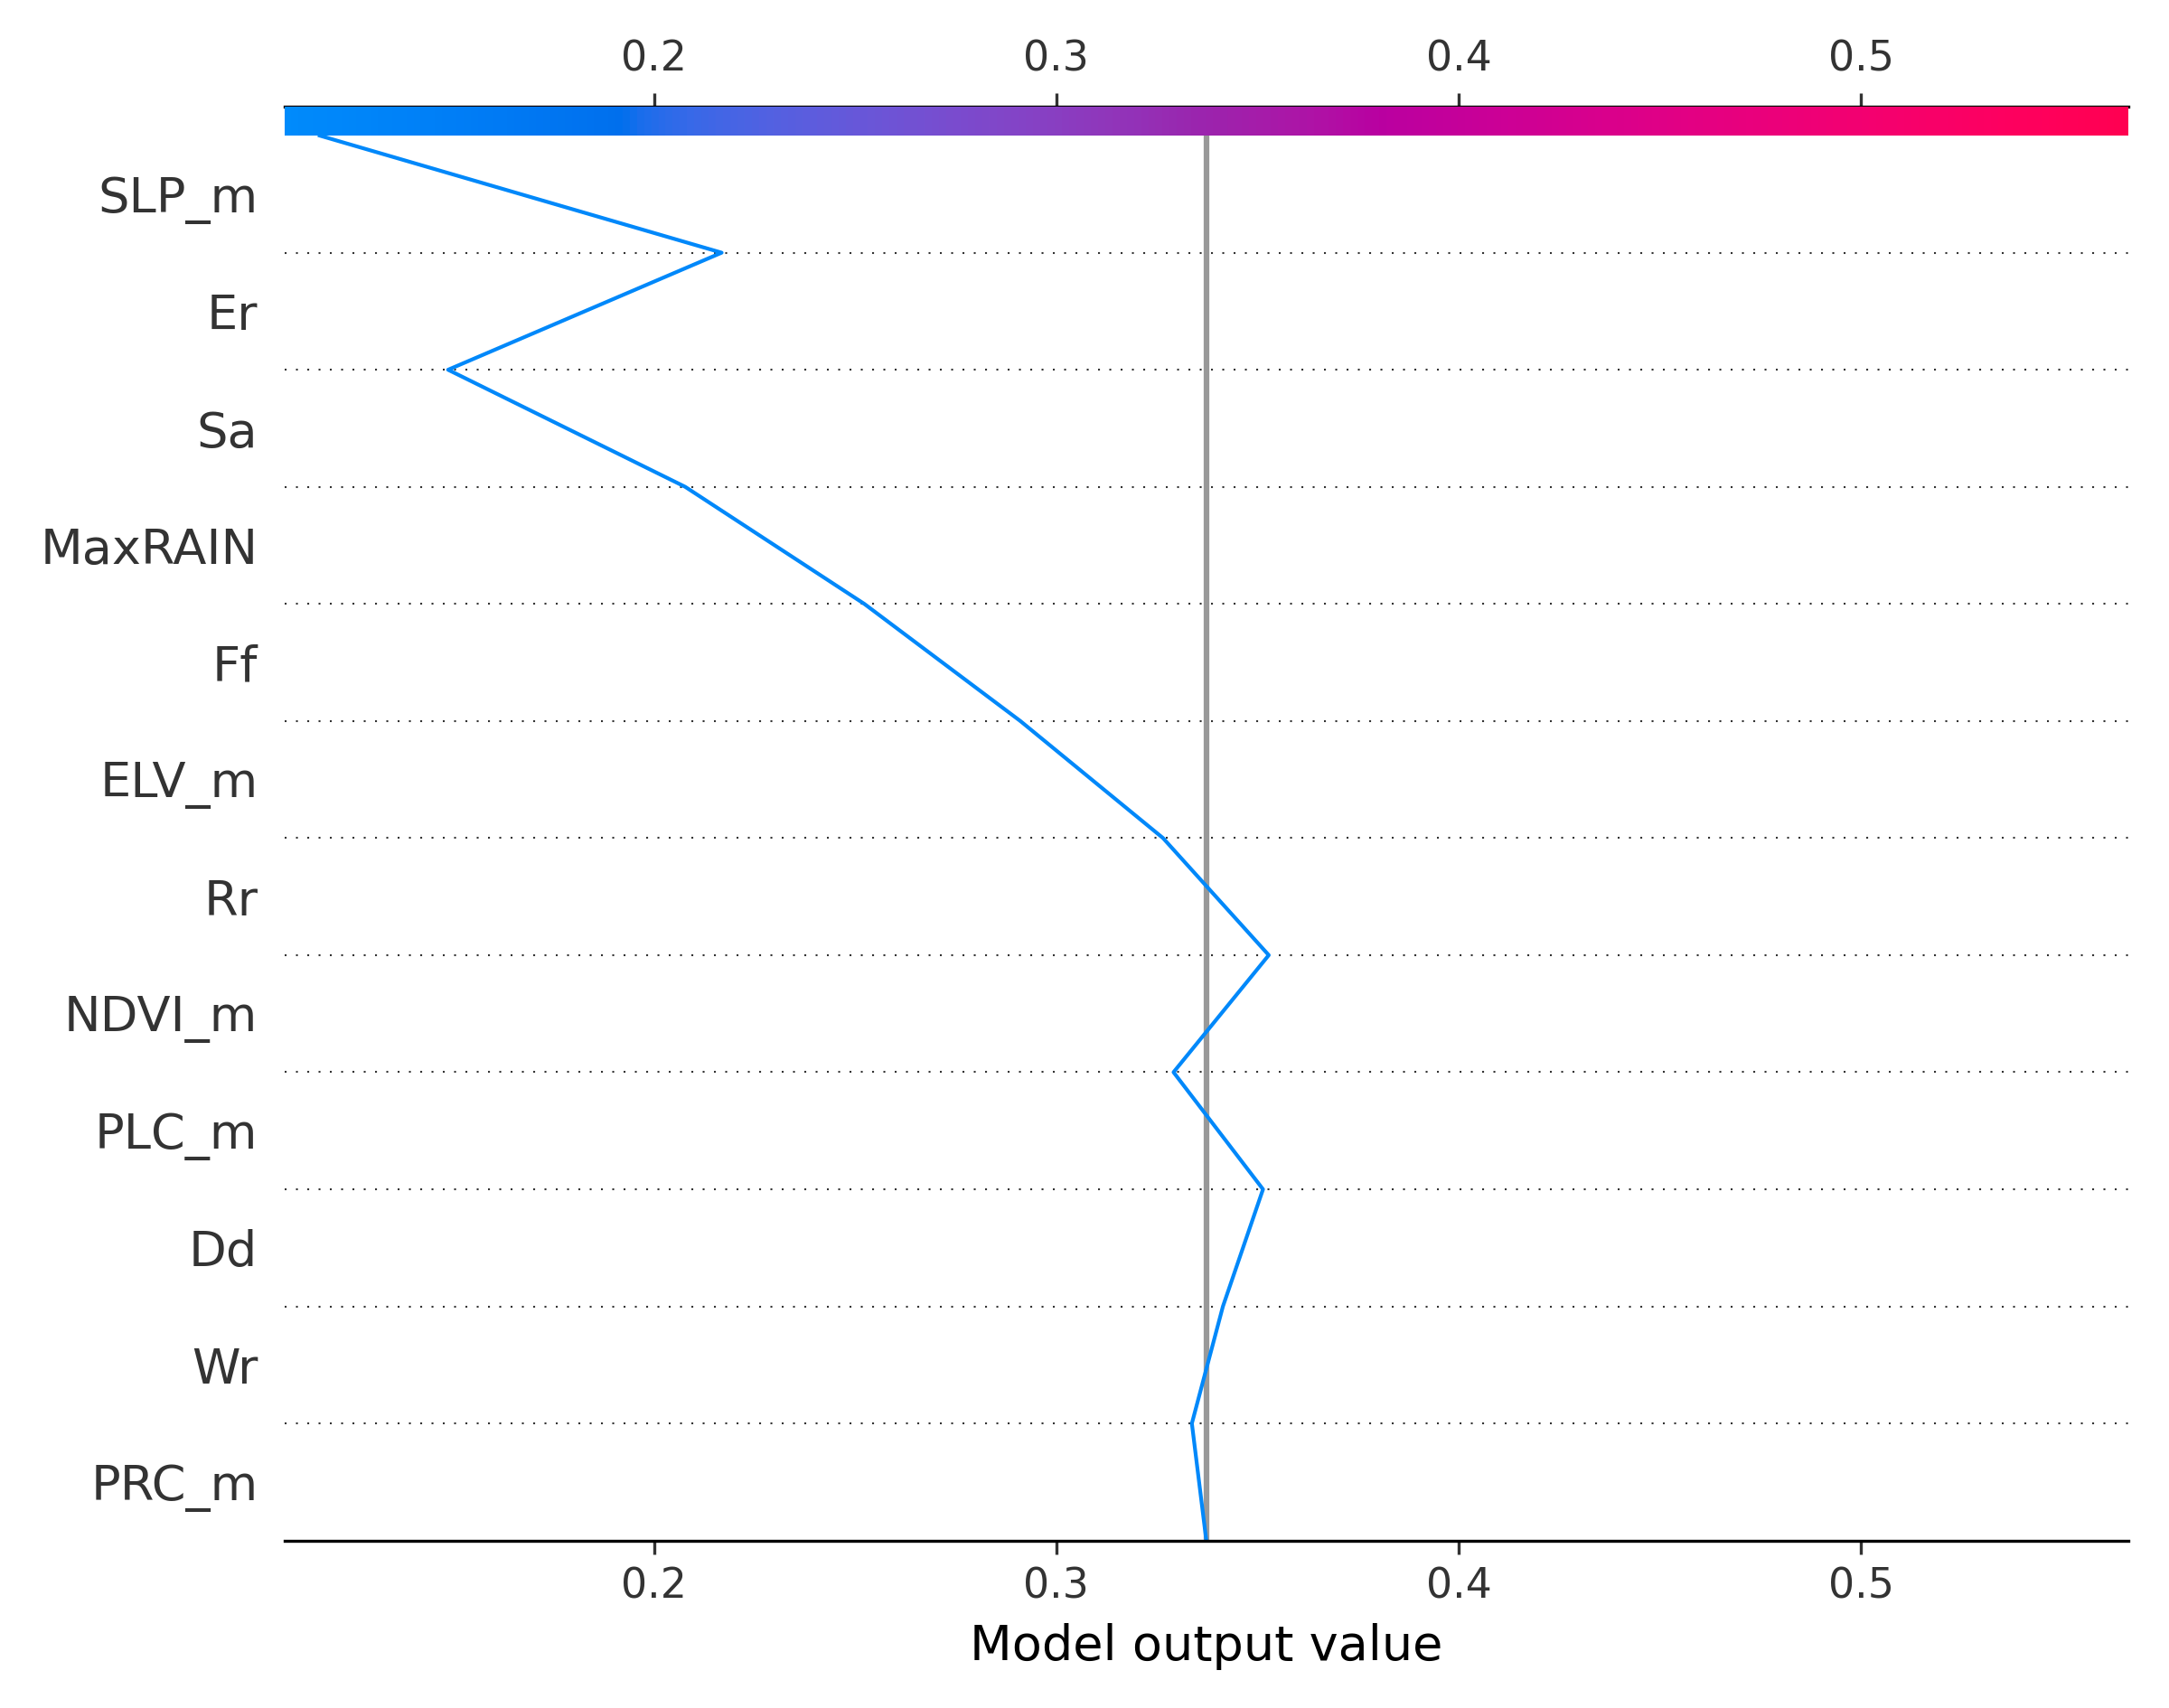 0.2 0.3 0.4 0.5
SLP_m
Er
Sa
MaxRAIN
Ff
ELV_m
Rr
NDVI_m
PLC_m
Dd
Wr
PRC_m
0.2 0.3 0.4 0.5
Model output value